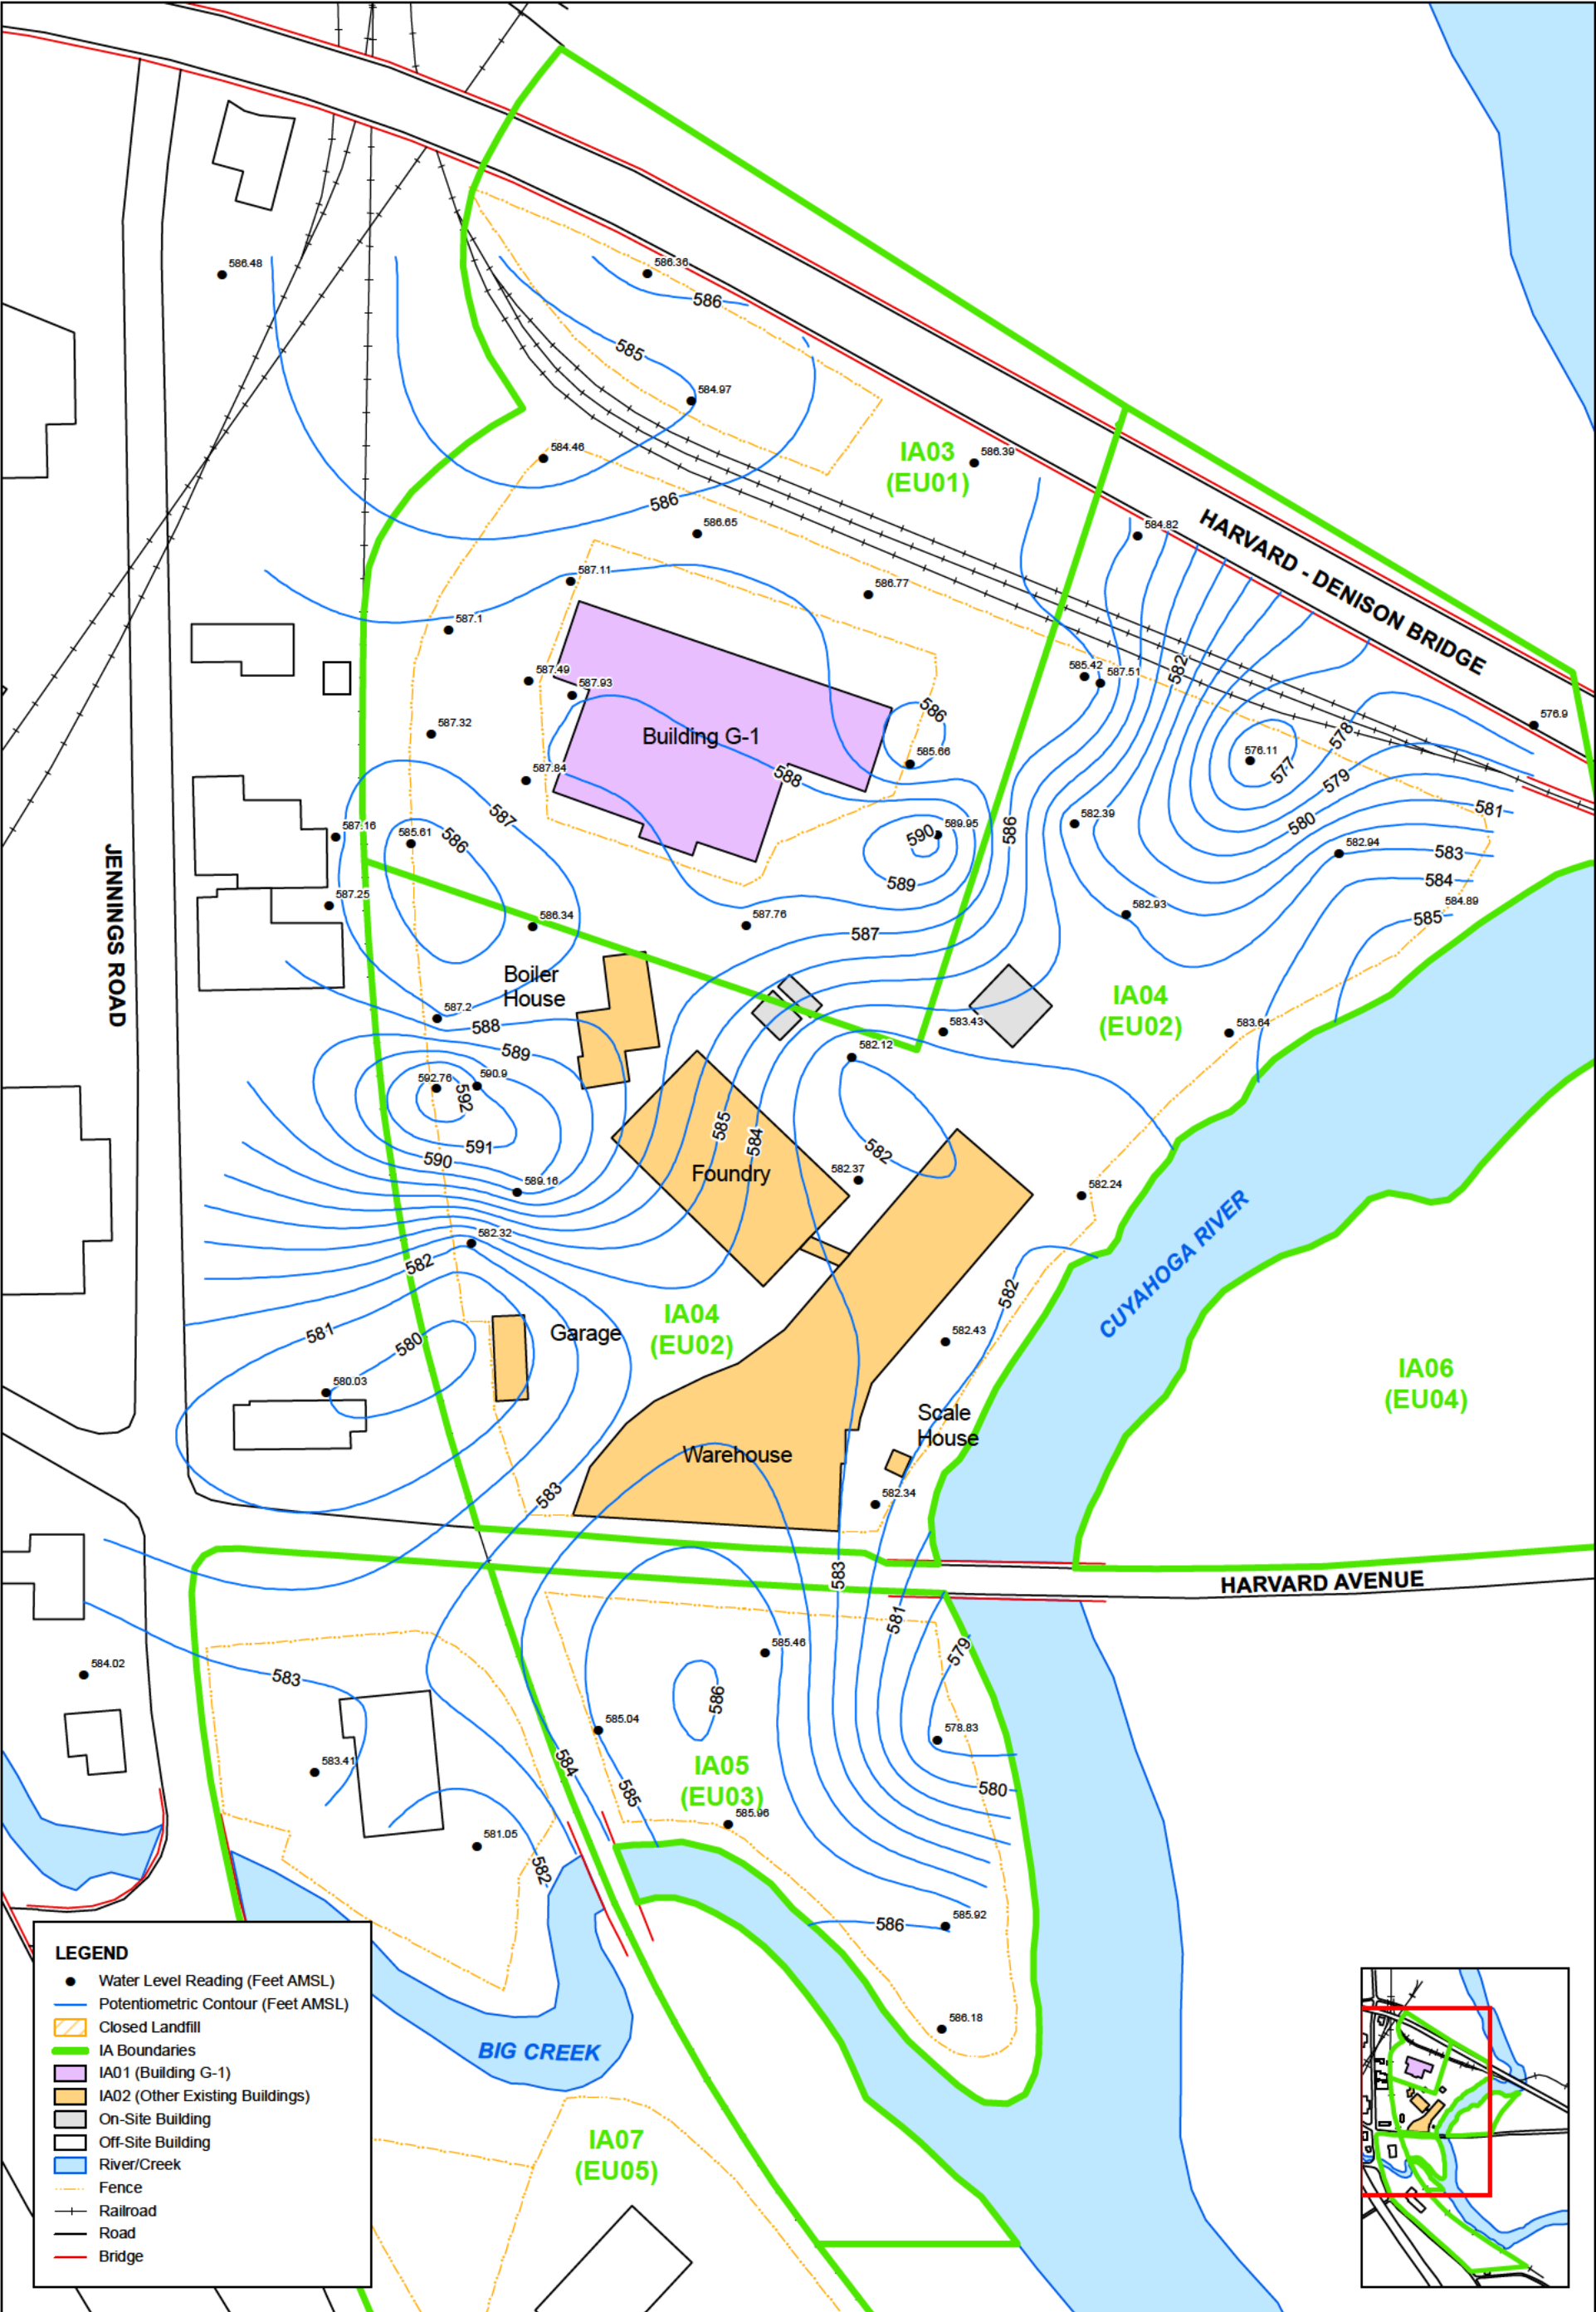 586.48
586.36
586
585
584.97
584.46
IA03
(EU01)
586.39
586
586.65
584.82
HARVARD - DENISON BRIDGE
587.11
586.77
587.1
587.49
587.93
585.42
587.51
582
586
576.9
587.32
Building G-1
585.66
578
576.11
577
587.84
588
579
587
589.95
590
586
582.39
581
580
587.16
585.61
586
582.94
583
589
584
JENNINGS ROAD
587.25
586.34
587.76
582.93
584.89
585
587
Boiler
House
IA04
(EU02)
587.2
588
583.43
583.64
589
582.12
592.76
590.9
592
591
590
585
584
582
Foundry
582.37
589.16
582.24
CUYAHOGA RIVER
582.32
582
582
IA04
(EU02)
581
580
Garage
582.43
IA06
(EU04)
580.03
Scale
House
Warehouse
583
582.34
583
HARVARD AVENUE
581
579
584.02
583
585.46
586
585.04
578.83
583.41
584
585
IA05
(EU03)
580
585.96
581.05
582
586
585.92
586.18
BIG CREEK
IA07
(EU05)
LEGEND
Water Level Reading (Feet AMSL)
Potentiometric Contour (Feet AMSL)
Closed Landfill
IA Boundaries
IA01 (Building G-1)
IA02 (Other Existing Buildings)
On-Site Building
Off-Site Building
River/Creek
Fence
Railroad
Road
Bridge